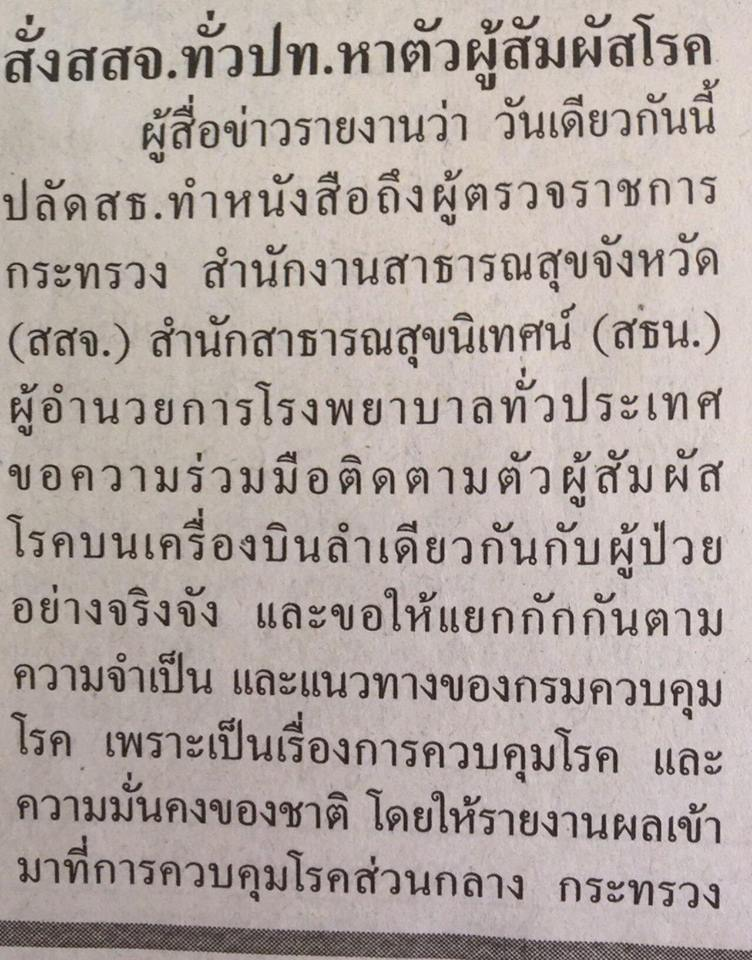 สั่งสสจ.ทั่วปท.หาตัวผู้สัมผัสโรค
ผู้สื่อข่าวรายงานว่า วันเดียวกันนี้
ปลัดสธ.ทำหนังสือถึงผู้ตรวจราชการ
กระทรวง สำนักงานสาธารณสุขจังหวัด
(สสจ.) สำนักสาธารณสุขนิเทศน์ (สธน.)
ผู้อำนวยการโรงพยาบาลทั่วประเทศ
ขอความร่วมมือติดตามตัวผู้สัมผัส
โรคบนเครื่องบินลำเดียวกันกับผู้ป่วย
อย่างจริงจัง และขอให้แยกกักกันตาม
ความจำเป็น และแนวทางของกรมควบคุม
โรค เพราะเป็นเรื่องการควบคุมโรค และ
ความมั่นคงของชาติ โดยให้รายงานผลเข้า
มาที่การควบคุมโรคส่วนกลาง กระทรวง